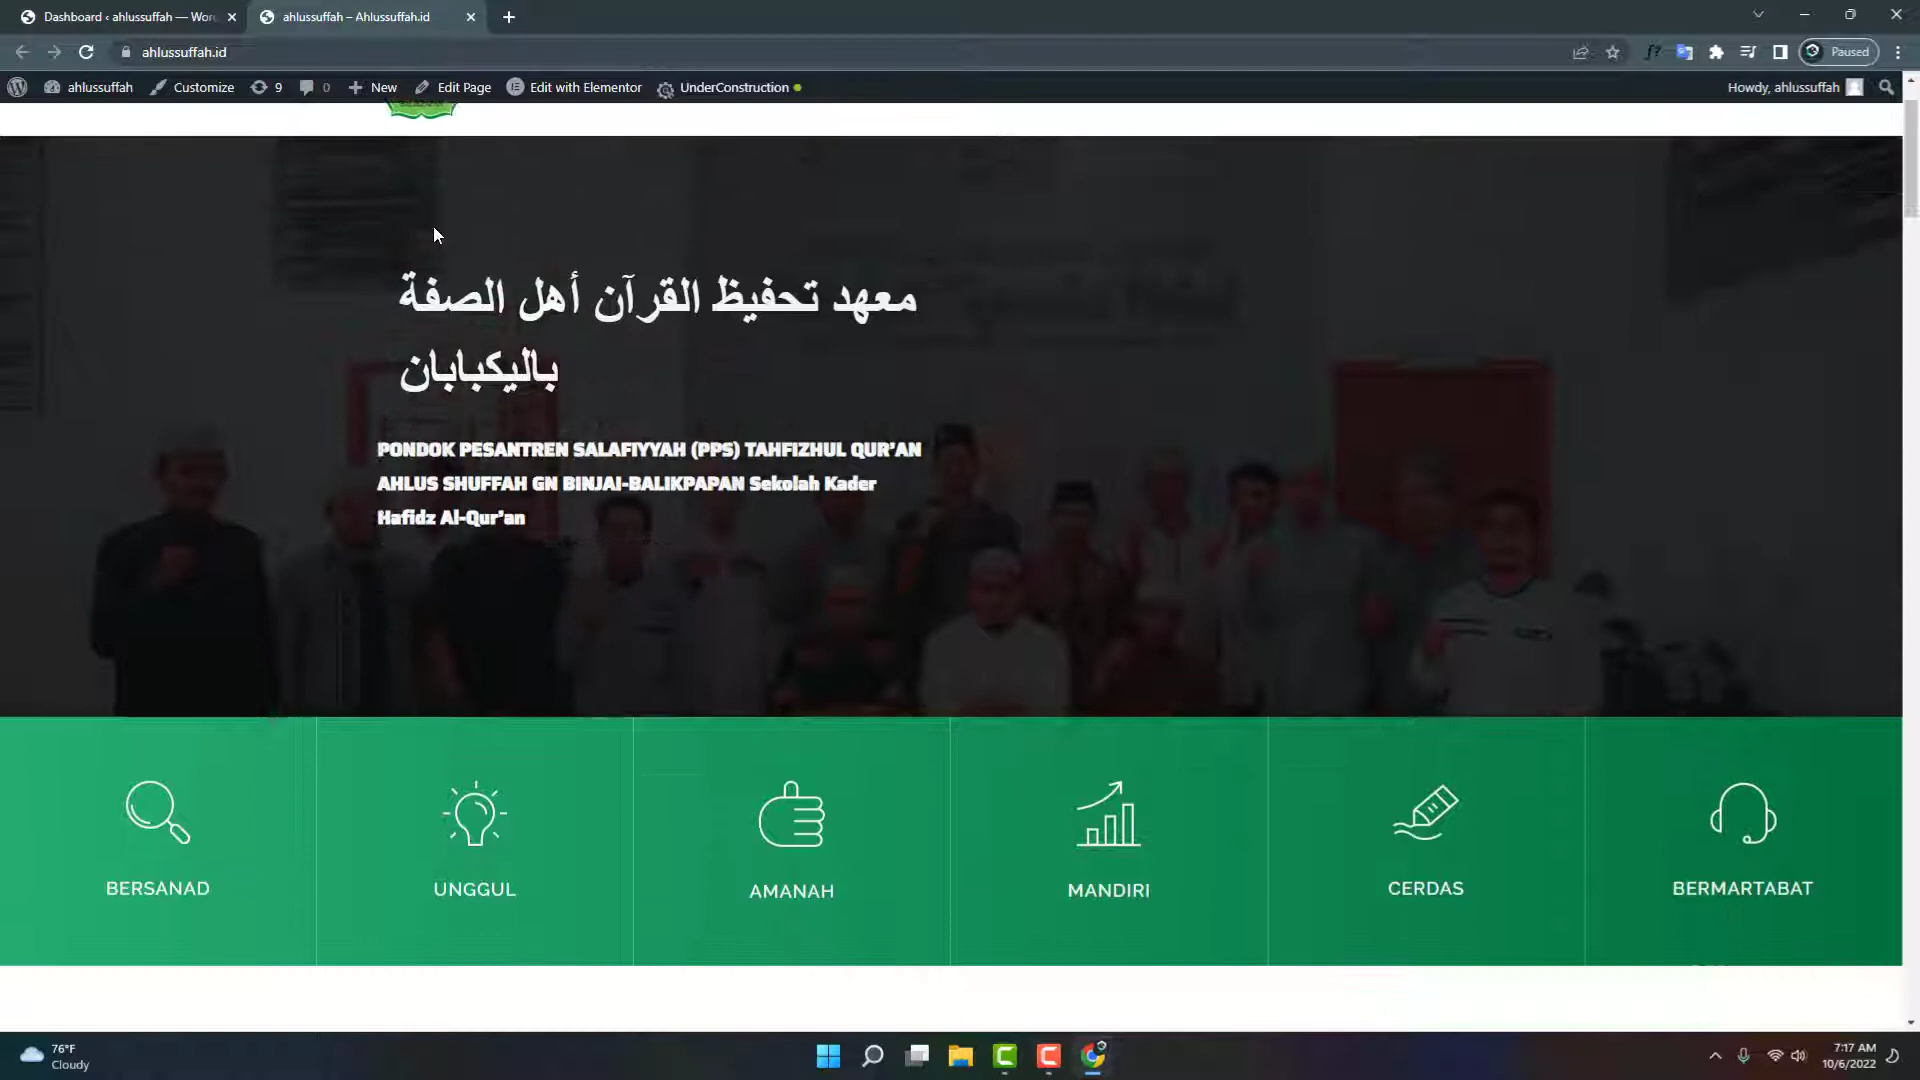 Dashboard ‹ ahlussuffah — Wor
ahlussuffah – Ahlussuffah.id
ahlussuffah.id
Paused
ahlussuffah
Customize
9
0
New
Edit Page
Edit with Elementor
UnderConstruction
Howdy, ahlussuffah
معهد تحفيظ القرآن أهل الصفة
باليكبابان
PONDOK PESANTREN SALAFIYYAH (PPS) TAHFIZHUL QUR’AN
AHLUS SHUFFAH GN BINJAI-BALIKPAPAN Sekolah Kader
Hafidz Al-Qur’an
BERSANAD
UNGGUL
AMANAH
MANDIRI
CERDAS
BERMARTABAT
76°F
Cloudy
7:17 AM
10/6/2022